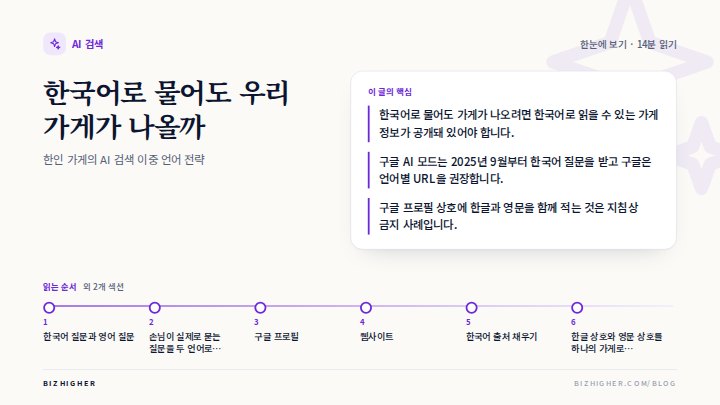 AI 검색
한눈에 보기 · 14분 읽기
한국어로 물어도 우리
가게가 나올까
한인 가게의 AI 검색 이중 언어 전략
이 글의 핵심
한국어로 물어도 가게가 나오려면 한국어로 읽을 수 있는 가게
정보가 공개돼 있어야 합니다.
구글 AI 모드는 2025년 9월부터 한국어 질문을 받고 구글은
언어별 URL을 권장합니다.
구글 프로필 상호에 한글과 영문을 함께 적는 것은 지침상
금지 사례입니다.
읽는 순서 외 2개 섹션
1
한국어 질문과 영어 질문
2
손님이 실제로 묻는
질문을 두 언어로…
3
구글 프로필
4
웹사이트
5
한국어 출처 채우기
6
한글 상호와 영문 상호를
하나의 가게로…
BIZHIGHER
BIZHIGHER.COM/BLOG